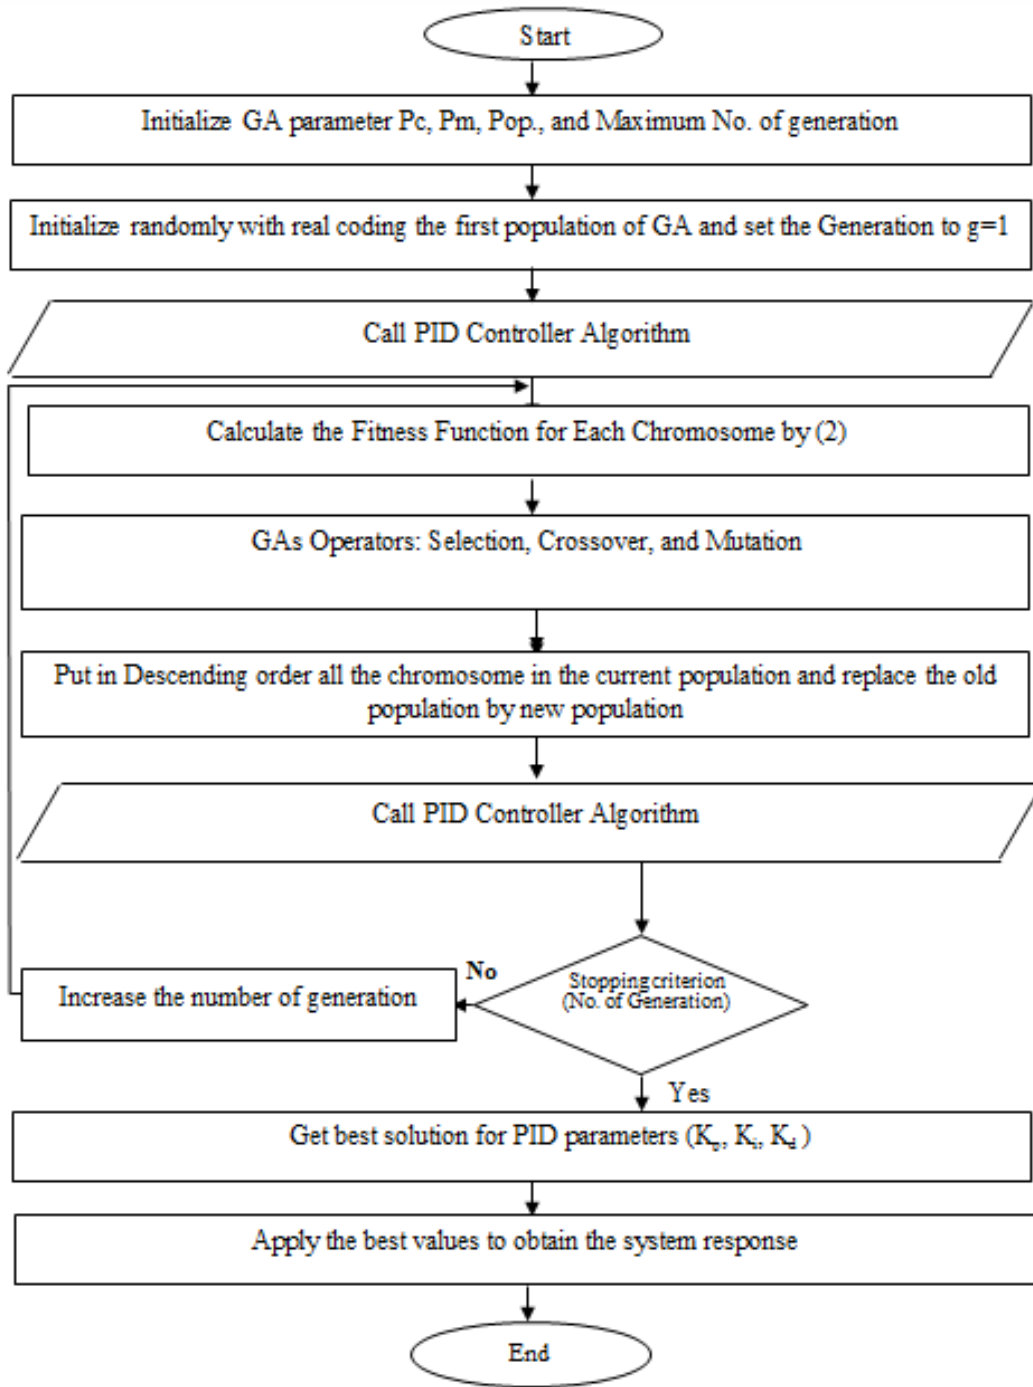 Start
Initialize GA parameter Pc, Pm, Pop., and Maximum No. of generation
Initialize randomly with real coding the first population of GA and set the Generation to g=1
Call PID Controller Algorithm
Calculate the Fitness Function for Each Chromosome by (2)
GAs Operators: Selection, Crossover, and Mutation
Put in Descending order all the chromosome in the current population and replace the old
population by new population
Call PID Controller Algorithm
Stopping criterion
(No. of Generation)
No
Increase the number of generation
Yes
Get best solution for PID parameters (Kp, Ki, Kd )
Apply the best values to obtain the system response
End